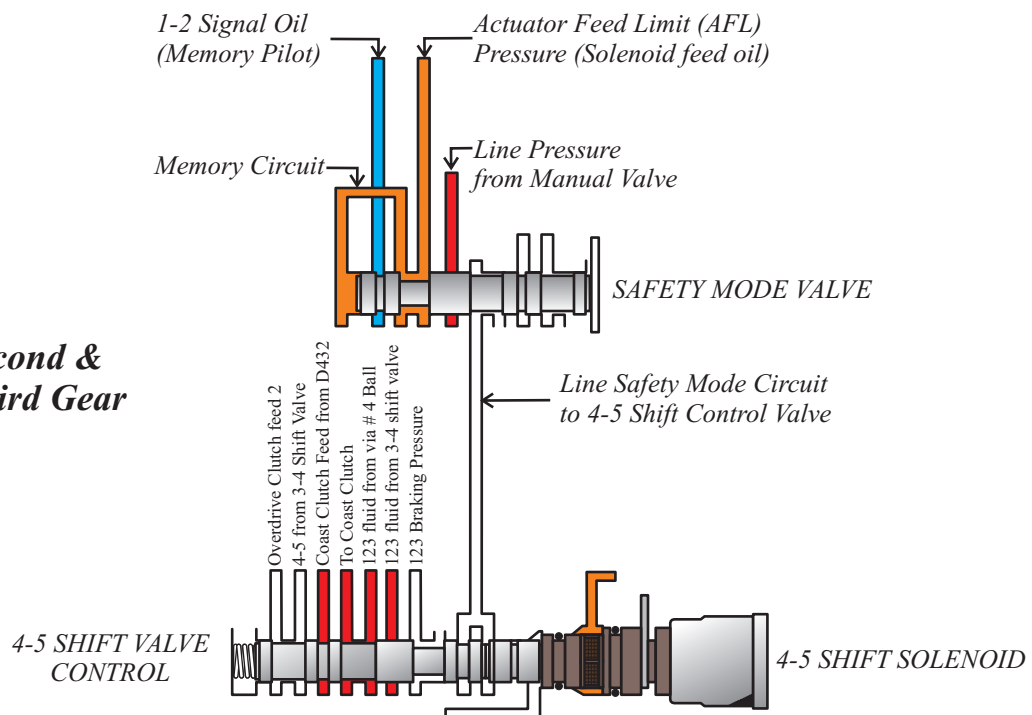 1-2 Signal Oil
(Memory Pilot)
Actuator Feed Limit (AFL)
Pressure (Solenoid feed oil)
Memory Circuit
Line Pressure
from Manual Valve
SAFETY MODE VALVE
cond &
ird Gear
Line Safety Mode Circuit
to 4-5 Shift Control Valve
Overdrive Clutch feed 2
4-5 from 3-4 Shift Valve
Coast Clutch Feed from D432
To Coast Clutch
123 fluid from via # 4 Ball
123 fluid from 3-4 shift valve
123 Braking Pressure
4-5 SHIFT VALVE
CONTROL
4-5 SHIFT SOLENOID